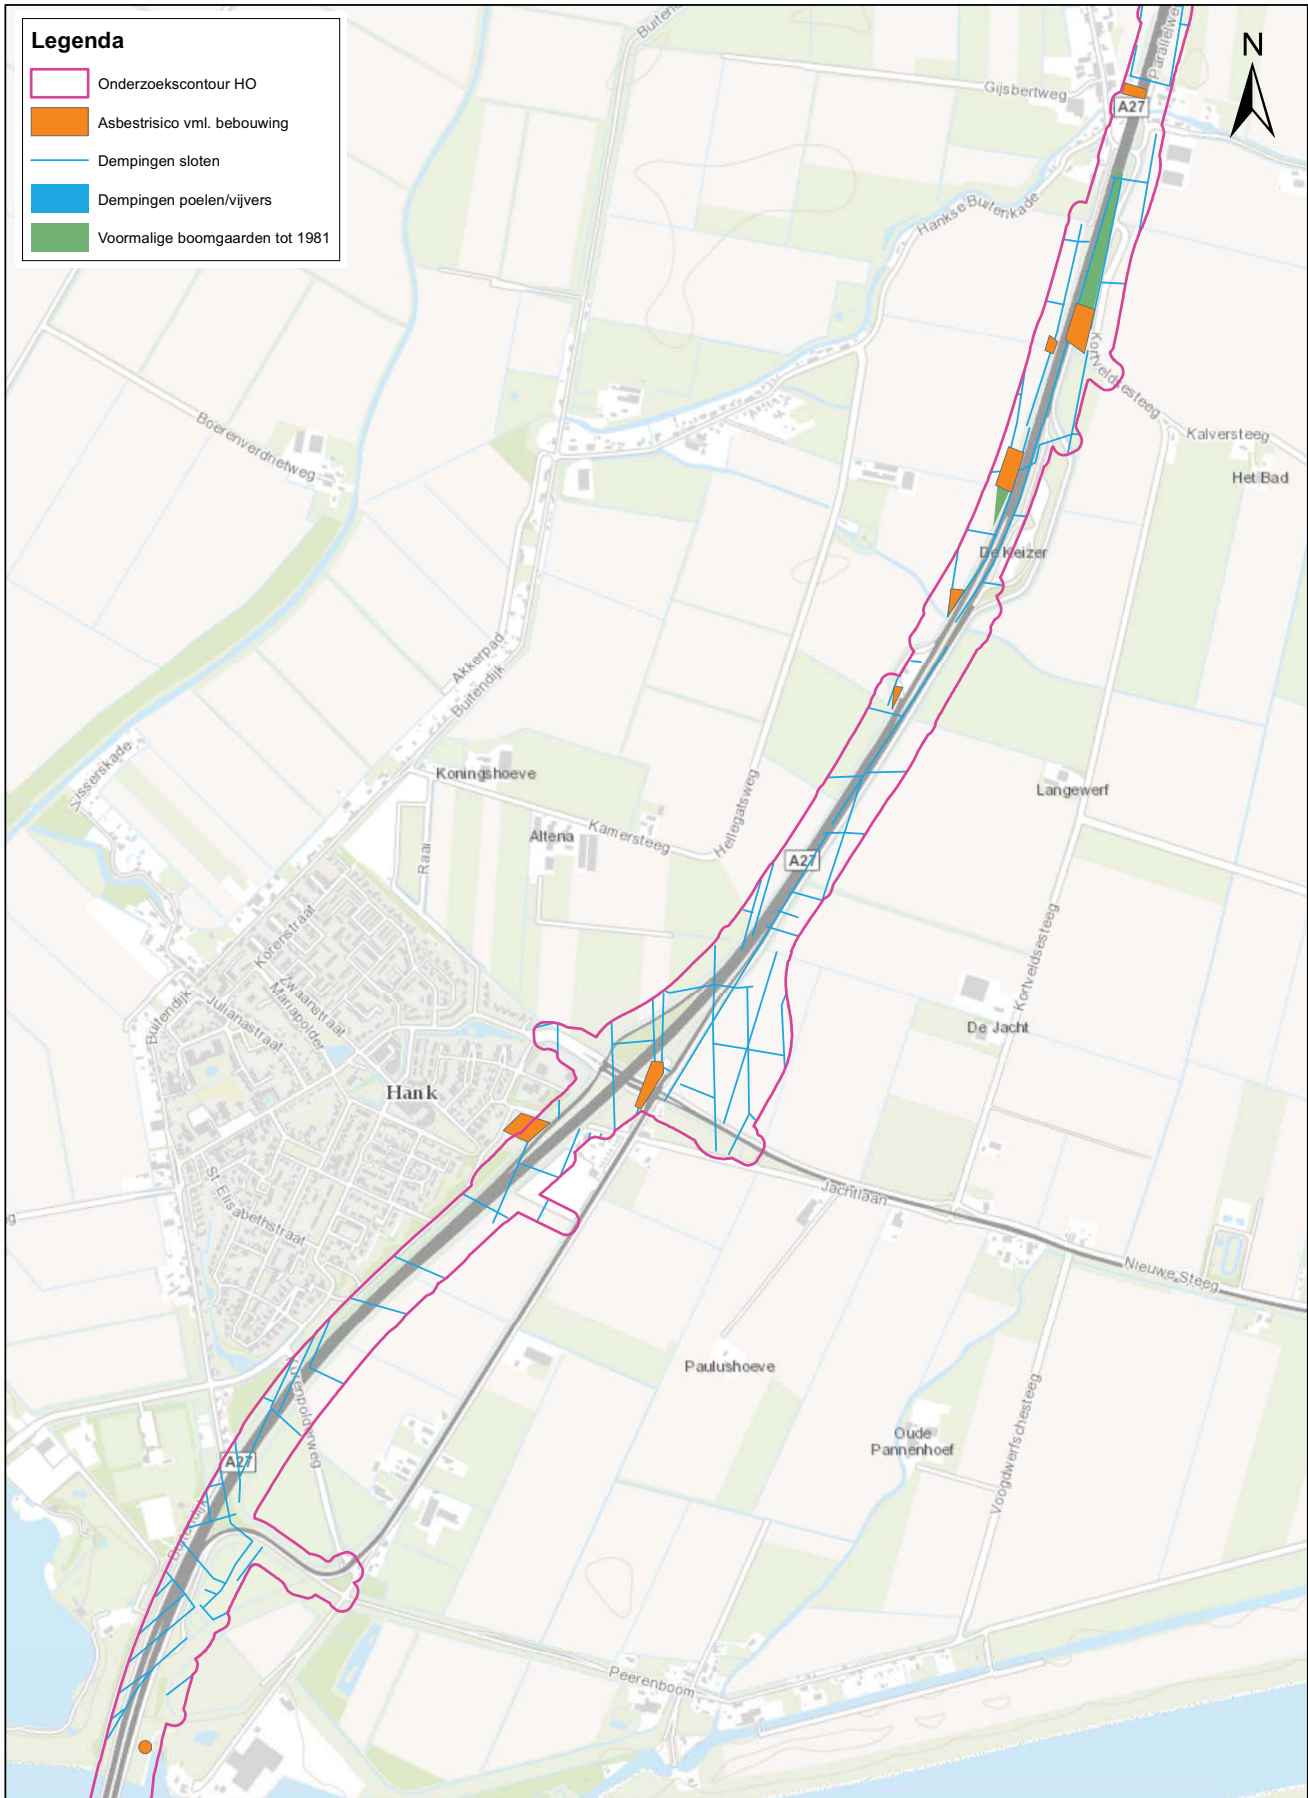 Legenda
Onderzoekscontour HO
Asbestrisico vml. bebouwing
Dempingen sloten
Dempingen poelen/vijvers
Voormalige boomgaarden tot 1981
N
Parallelweg
Gijsbertweg
A27
Hankse Buitenkade
Kortveldsesteeg
Kalversteeg
Het Bad
Boerenverdrietweg
De Keizer
Akkerpad
Buitendijk
Visserskade
Koningshoeve
Langewerf
Altena
Kamersteeg
Hellegatsweg
Raai
A27
Korenstraat
Zwaanstraat
Mariapolder
Julianastraat
Buitendijk
Kortveldsesteeg
De Jacht
Hank
St. Elisabethstraat
Jachtlaan
Nieuwe Steeg
Paulushoeve
Oude
Pannenhoef
Voogdwerfschesteeg
A27
Buitendijk
Peerenboom